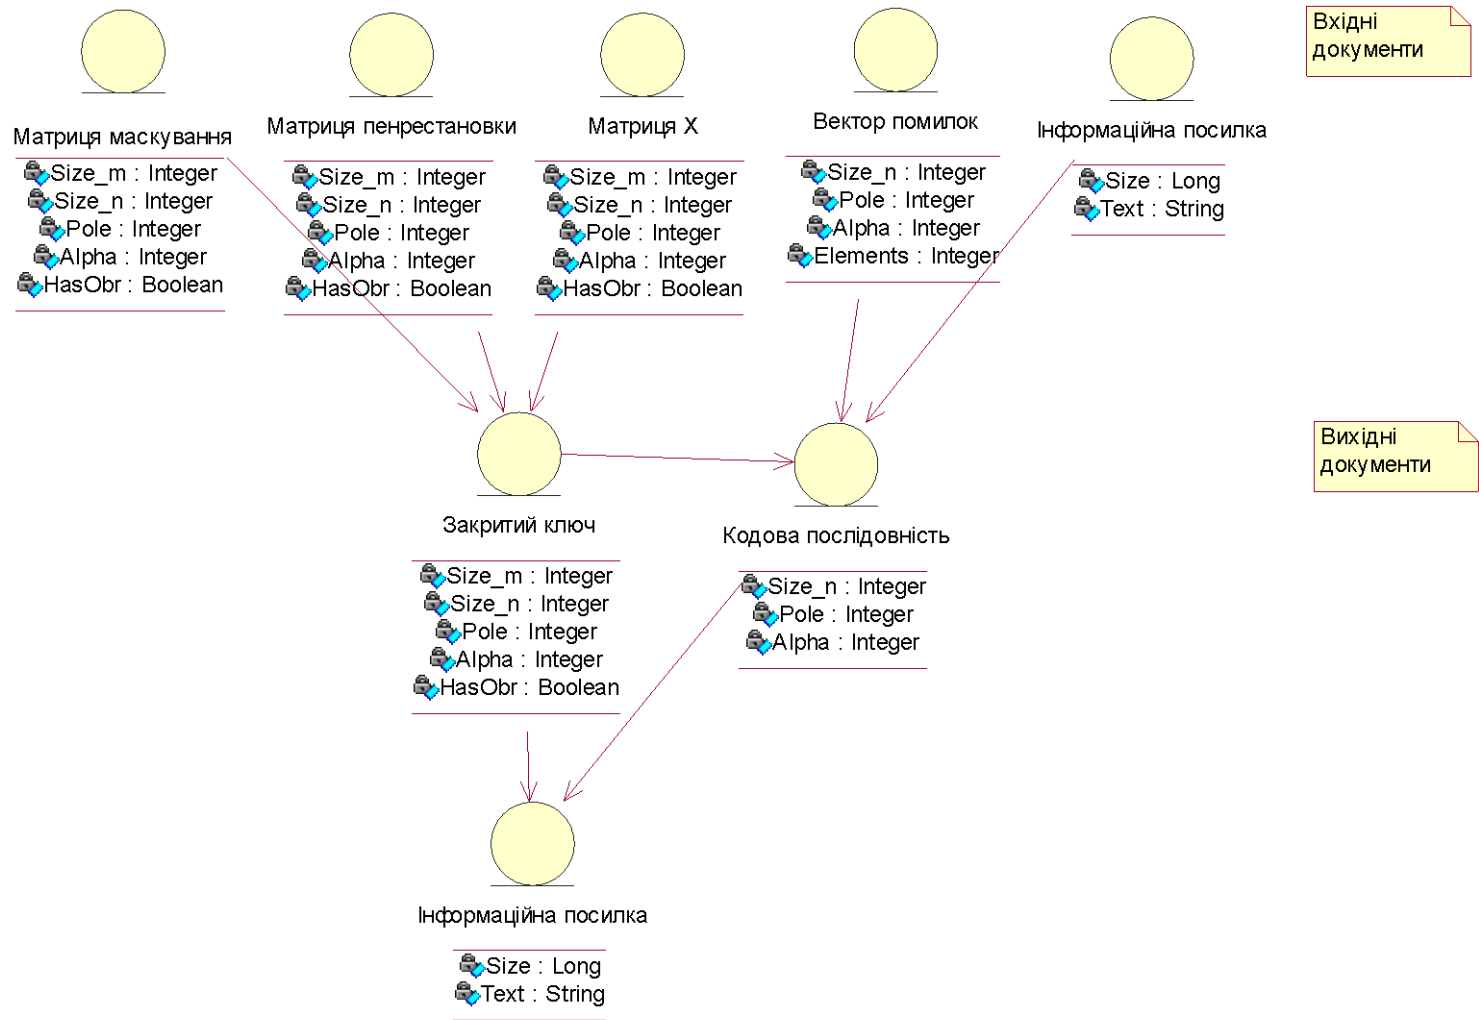 Вхідні
документи
Матриця маскування
Size_m : Integer
Size_n : Integer
Pole : Integer
Alpha : Integer
HasObr : Boolean
Матриця пенрестановки
Size_m : Integer
Size_n : Integer
Pole : Integer
Alpha : Integer
HasObr : Boolean
Матриця X
Size_m : Integer
Size_n : Integer
Pole : Integer
Alpha : Integer
HasObr : Boolean
Вектор помилок
Size_n : Integer
Pole : Integer
Alpha : Integer
Elements : Integer
Інформаційна посилка
Size : Long
Text : String
Вихідні
документи
Закритий ключ
Size_m : Integer
Size_n : Integer
Pole : Integer
Alpha : Integer
HasObr : Boolean
Кодова послідовність
Size_n : Integer
Pole : Integer
Alpha : Integer
Інформаційна посилка
Size : Long
Text : String